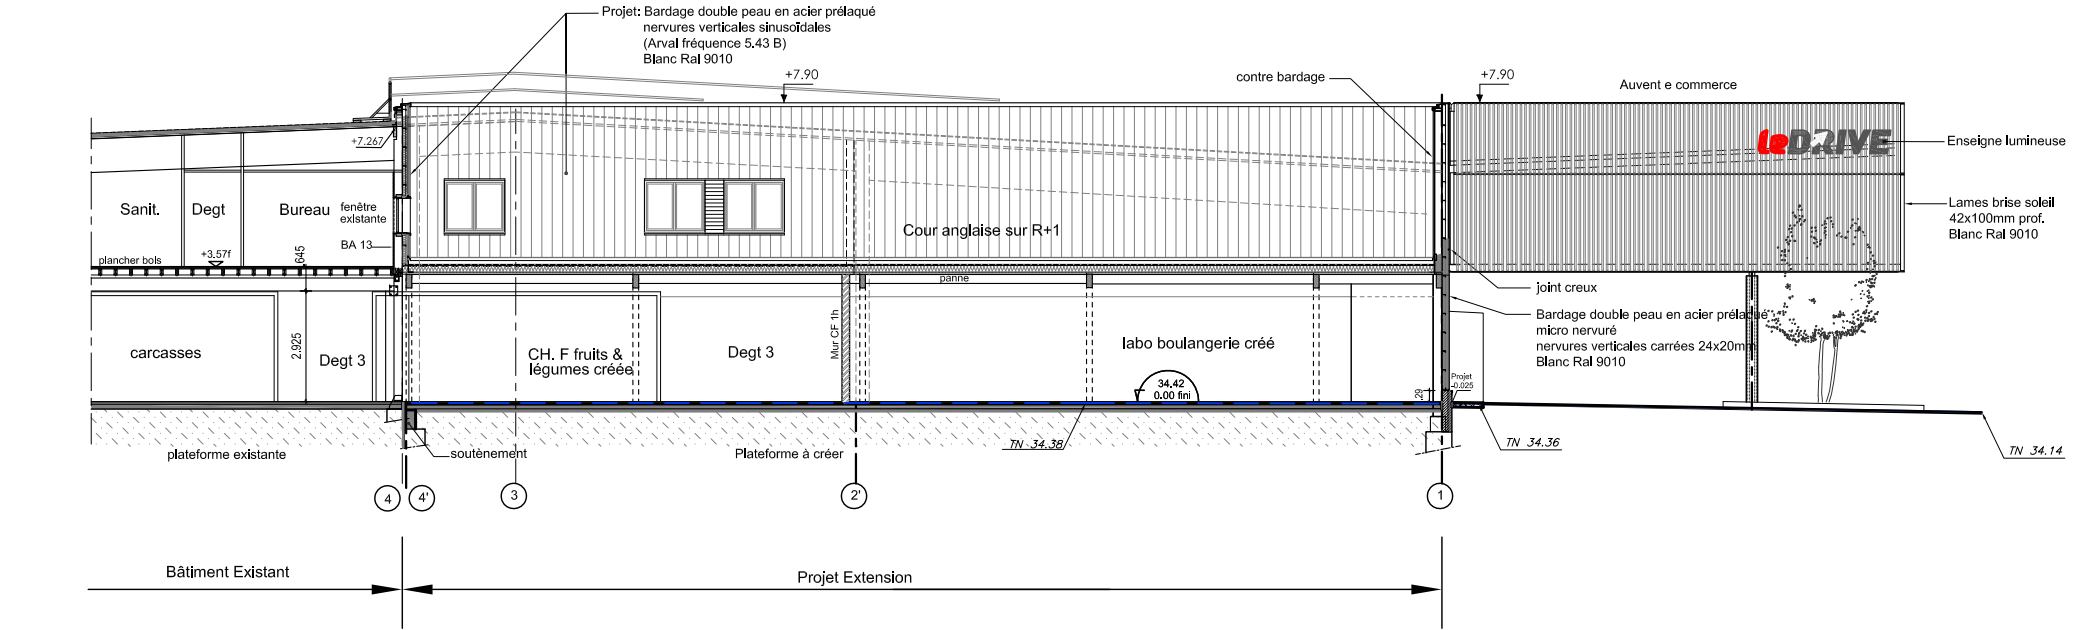 Projet: Bardage double peau en acier prélaqué
nervures verticales sinusoïdales
(Arval fréquence 5.43 B)
Blanc Ral 9010
+7.90
contre bardage
+7.90
Auvent e commerce
+7.267
LeDRIVE
Enseigne lumineuse
Sanit.
Degt
Bureau
fenêtre
existante
BA 13
Cour anglaise sur R+1
Lames brise soleil
42x100mm prof.
Blanc Ral 9010
plancher bois
+3.57f
.645
panne
joint creux
Bardage double peau en acier prélaqué
micro nervuré
nervures verticales carrées 24x20mm
Blanc Ral 9010
carcasses
2.925
Degt 3
CH. F fruits &
légumes créée
Degt 3
Mur CF 1h
labo boulangerie créé
34.42
0.00 fini
.29
Projet
-0.025
plateforme existante
soutènement
Plateforme à créer
TN 34.38
TN 34.36
TN 34.14
4
4'
3
2'
1
Bâtiment Existant
Projet Extension